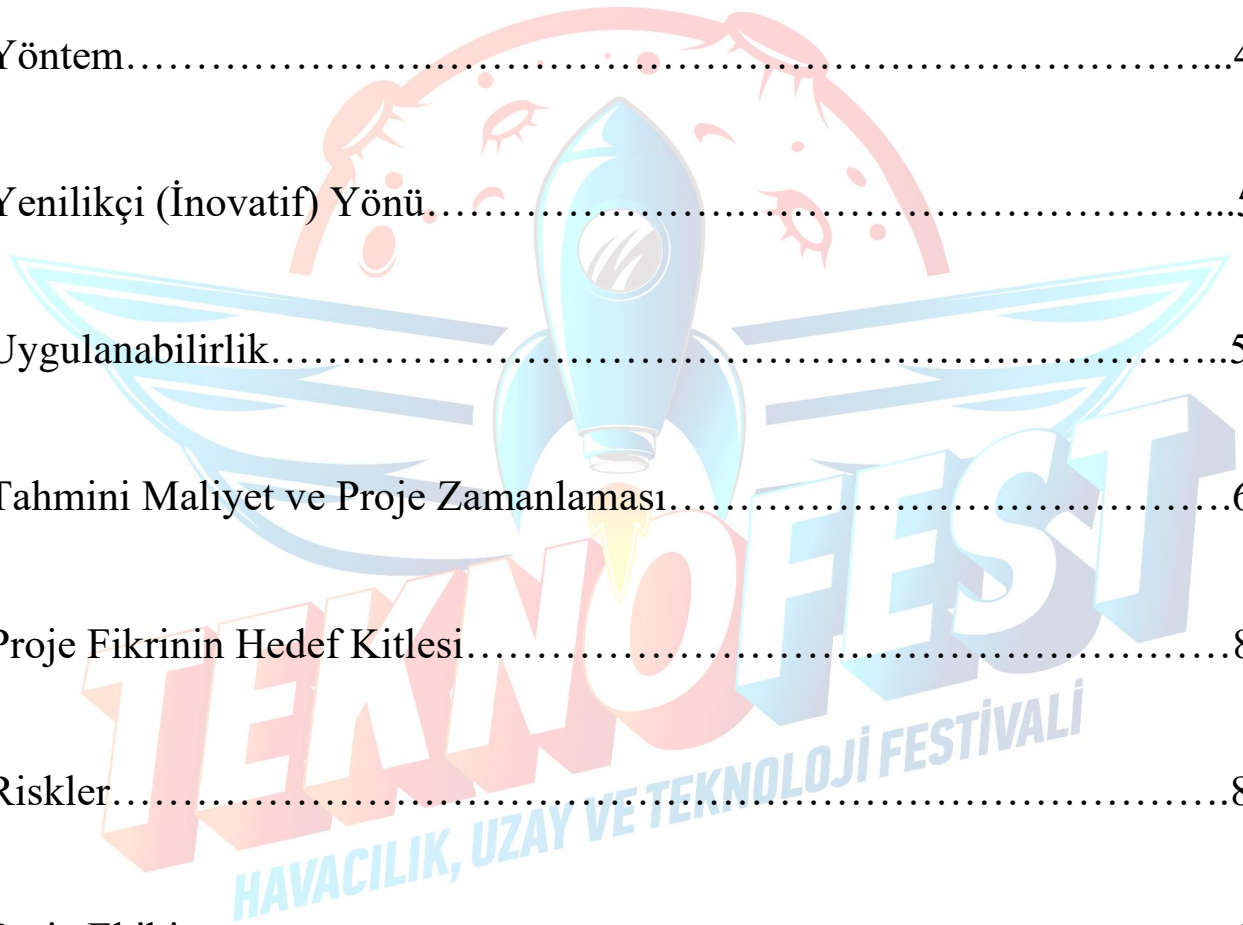 Yöntem…………………………………………………………………...4
Yenilikçi (İnovatif) Yönü………………………………………………...5
Uygulanabilirlik…………………………………………………………..5
Tahmini Maliyet ve Proje Zamanlaması………………………………….6
Proje Fikrinin Hedef Kitlesi………………………………………………8
Riskler…………………………………………………………………….8
TEKNOFEST
HAVACILIK, UZAY VE TEKNOLOJİ FESTİVALİ